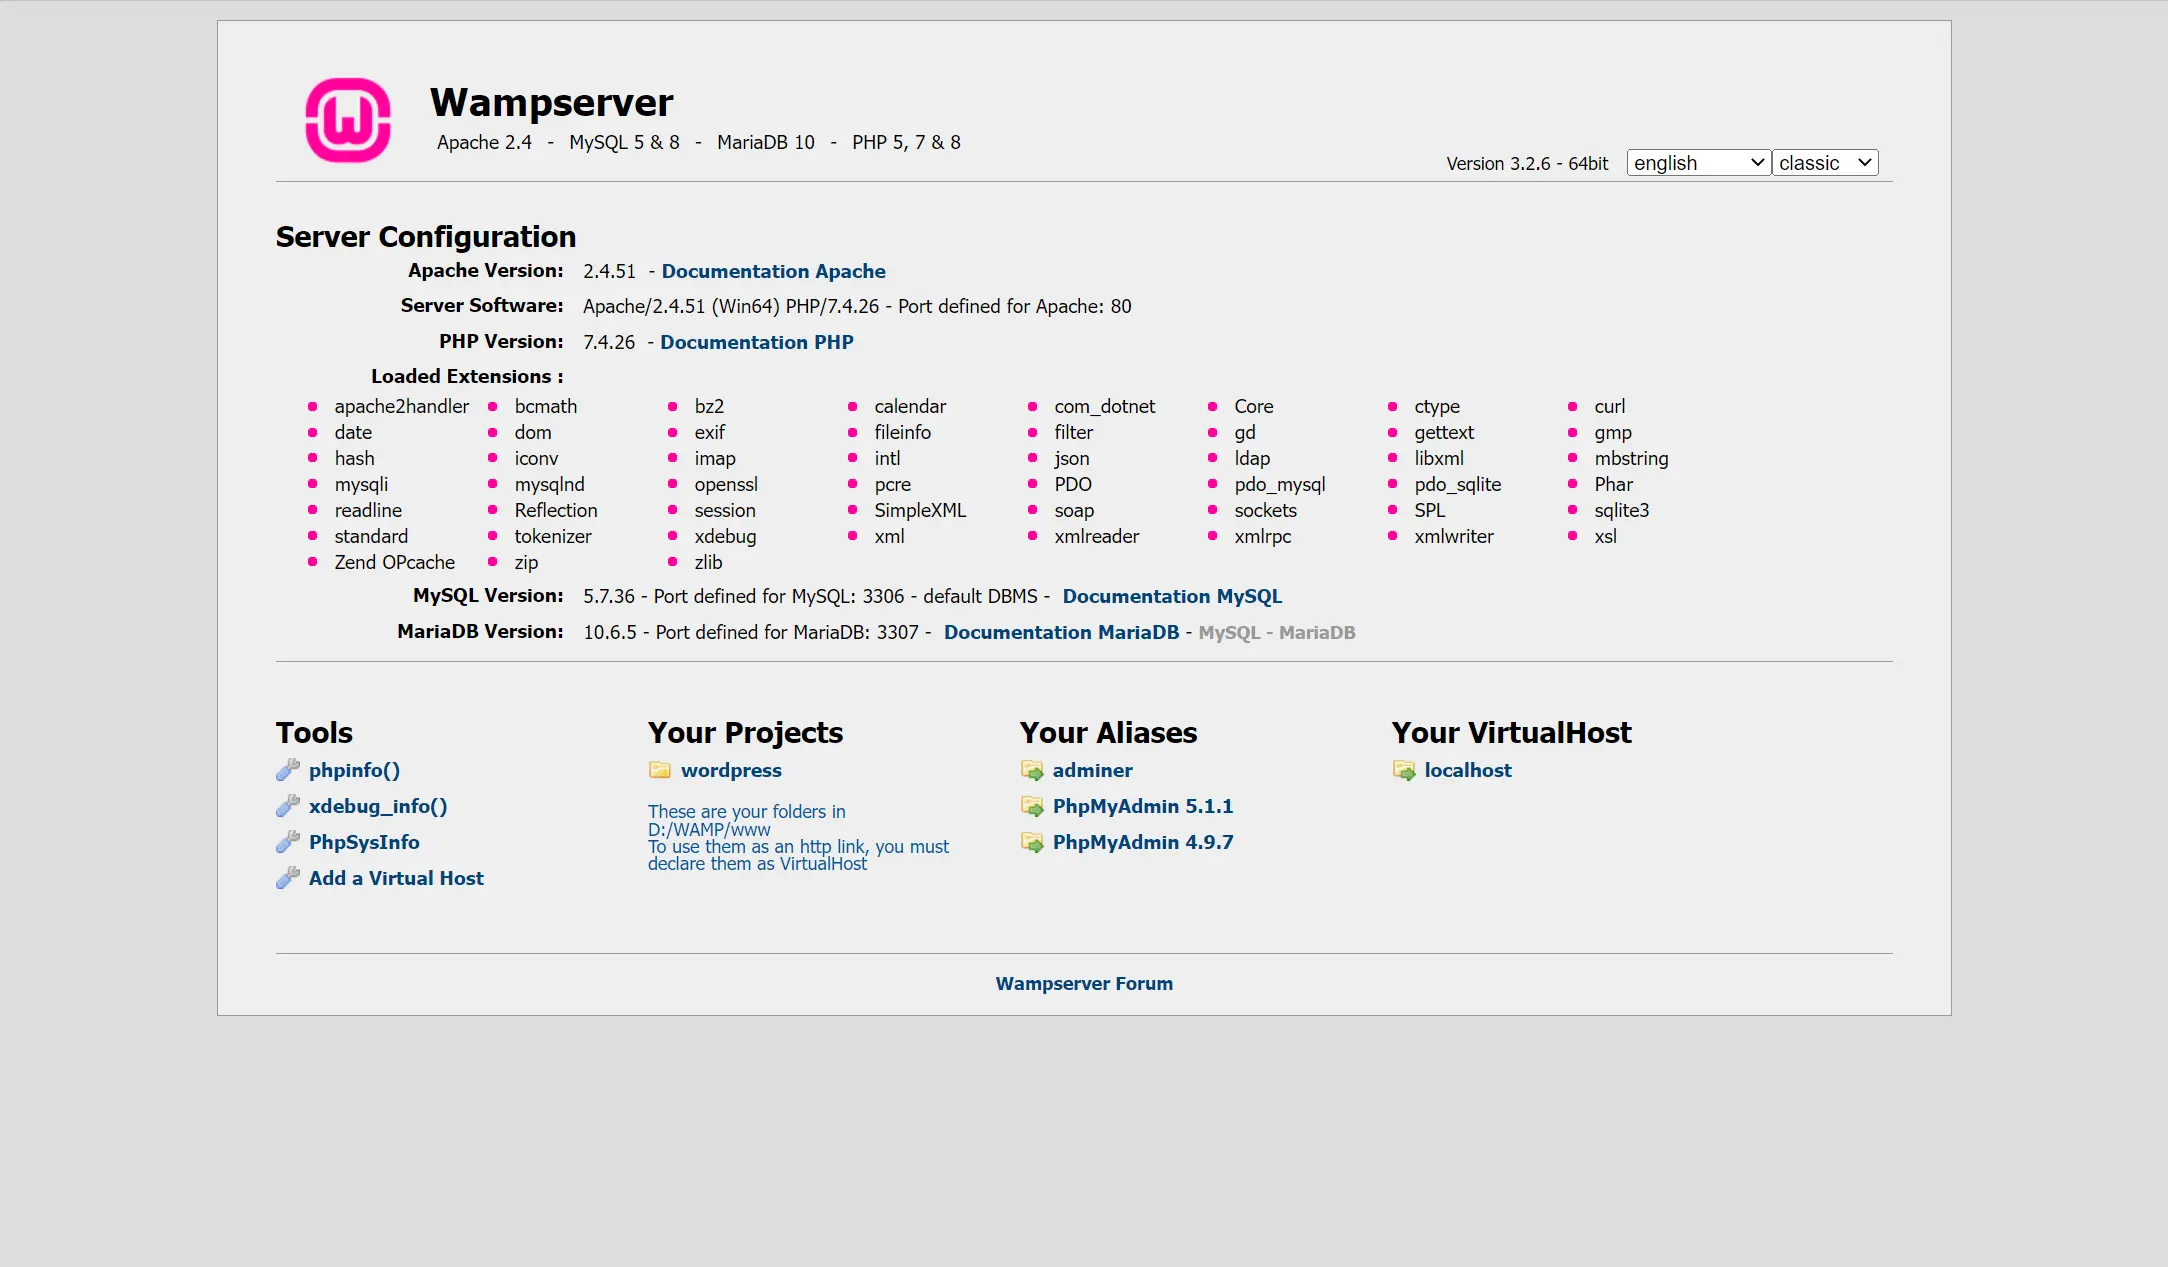 Wampserver
Apache 2.4 - MySQL 5 & 8 - MariaDB 10 - PHP 5, 7 & 8
Version 3.2.6 - 64bit english classic
Server Configuration
Apache Version: 2.4.51 - Documentation Apache
Server Software: Apache/2.4.51 (Win64) PHP/7.4.26 - Port defined for Apache: 80
PHP Version: 7.4.26 - Documentation PHP
Loaded Extensions :
apache2handler bcmath bz2 calendar com_dotnet Core ctype curl
date dom exif fileinfo filter gd gettext gmp
hash iconv imap intl json ldap libxml mbstring
mysqli mysqlnd openssl pcre PDO pdo_mysql pdo_sqlite Phar
readline Reflection session SimpleXML soap sockets SPL sqlite3
standard tokenizer xdebug xml xmlreader xmlrpc xmlwriter xsl
Zend OPcache zip zlib
MySQL Version: 5.7.36 - Port defined for MySQL: 3306 - default DBMS - Documentation MySQL
MariaDB Version: 10.6.5 - Port defined for MariaDB: 3307 - Documentation MariaDB - MySQL - MariaDB
Tools
phpinfo()
xdebug_info()
PhpSysInfo
Add a Virtual Host
Your Projects
wordpress
These are your folders in
D:/WAMP/www
To use them as an http link, you must
declare them as VirtualHost
Your Aliases
adminer
PhpMyAdmin 5.1.1
PhpMyAdmin 4.9.7
Your VirtualHost
localhost
Wampserver Forum